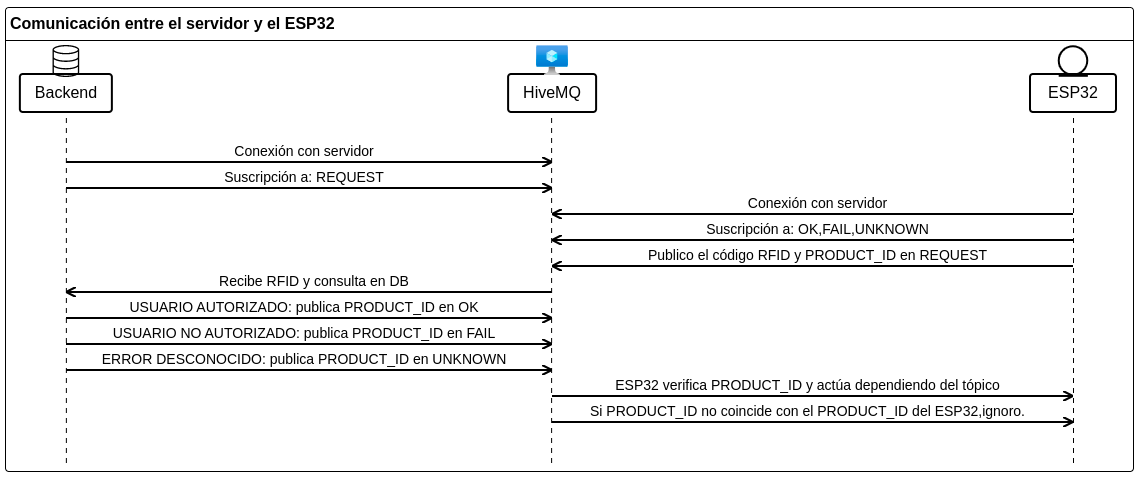 Comunicación entre el servidor y el ESP32
Backend
HiveMQ
ESP32
Conexión con servidor
Suscripción a: REQUEST
Conexión con servidor
Suscripción a: OK,FAIL,UNKNOWN
Publico el código RFID y PRODUCT_ID en REQUEST
Recibe RFID y consulta en DB
USUARIO AUTORIZADO: publica PRODUCT_ID en OK
USUARIO NO AUTORIZADO: publica PRODUCT_ID en FAIL
ERROR DESCONOCIDO: publica PRODUCT_ID en UNKNOWN
ESP32 verifica PRODUCT_ID y actúa dependiendo del tópico
Si PRODUCT_ID no coincide con el PRODUCT_ID del ESP32,ignoro.